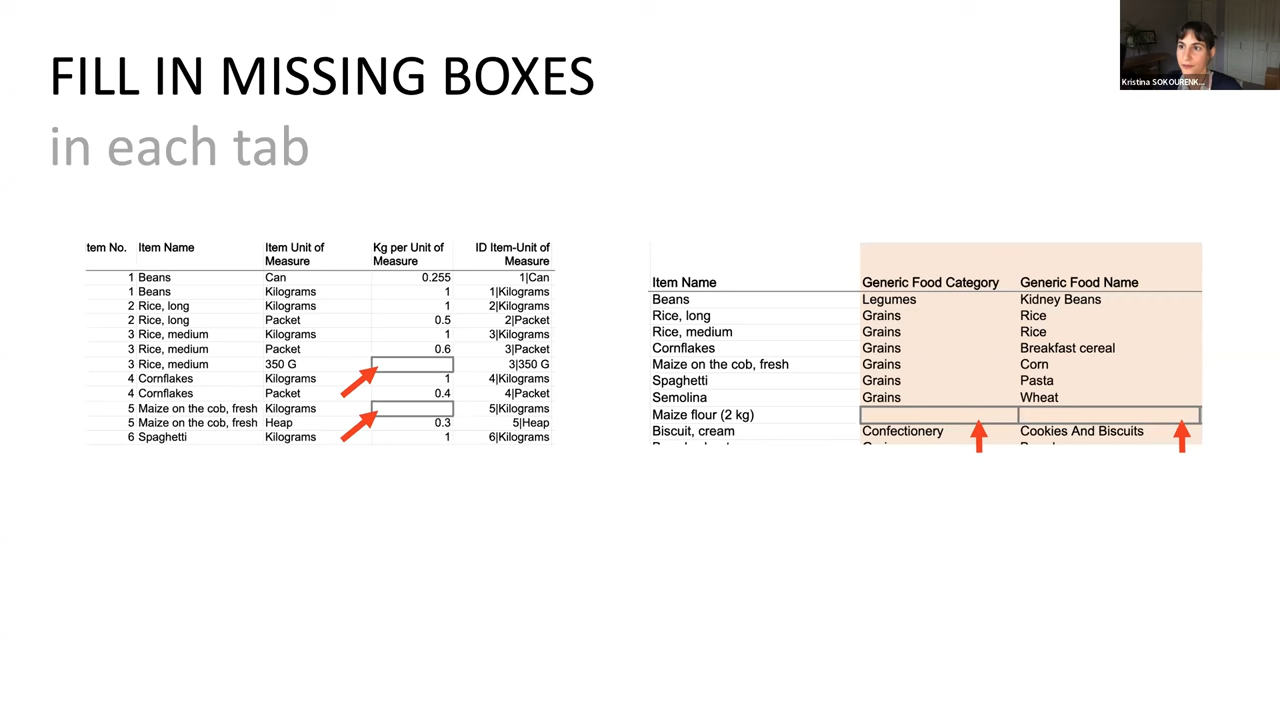 FILL IN MISSING BOXES
in each tab
Kristina SOKOURENK...
tem No. Item Name Item Unit of Measure Kg per Unit of Measure ID Item-Unit of Measure
1 Beans Can 0.255 1|Can
1 Beans Kilograms 1 1|Kilograms
2 Rice, long Kilograms 1 2|Kilograms
2 Rice, long Packet 0.5 2|Packet
3 Rice, medium Kilograms 1 3|Kilograms
3 Rice, medium Packet 0.6 3|Packet
3 Rice, medium 350 G 3|350 G
4 Cornflakes Kilograms 1 4|Kilograms
4 Cornflakes Packet 0.4 4|Packet
5 Maize on the cob, fresh Kilograms 5|Kilograms
5 Maize on the cob, fresh Heap 0.3 5|Heap
6 Spaghetti Kilograms 1 6|Kilograms
Item Name Generic Food Category Generic Food Name
Beans Legumes Kidney Beans
Rice, long Grains Rice
Rice, medium Grains Rice
Cornflakes Grains Breakfast cereal
Maize on the cob, fresh Grains Corn
Spaghetti Grains Pasta
Semolina Grains Wheat
Maize flour (2 kg)
Biscuit, cream Confectionery Cookies And Biscuits